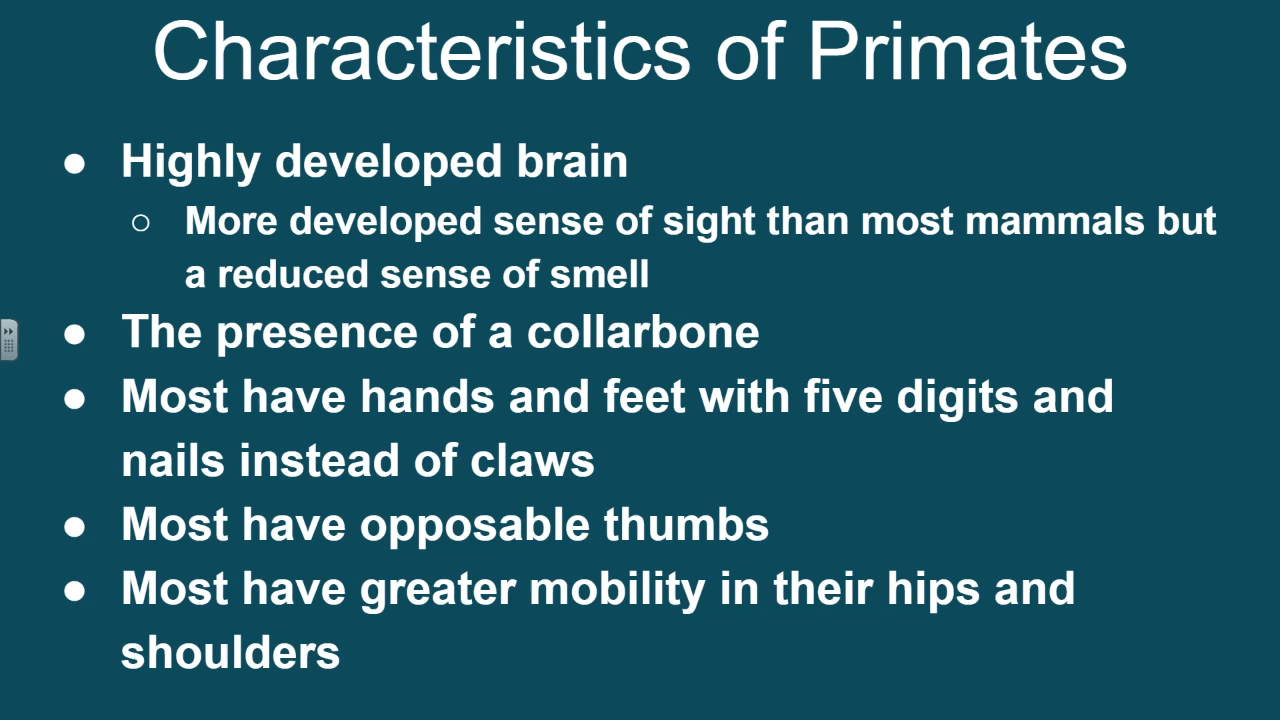 Characteristics of Primates
● Highly developed brain
○ More developed sense of sight than most mammals but
a reduced sense of smell
● The presence of a collarbone
● Most have hands and feet with five digits and
nails instead of claws
● Most have opposable thumbs
● Most have greater mobility in their hips and
shoulders